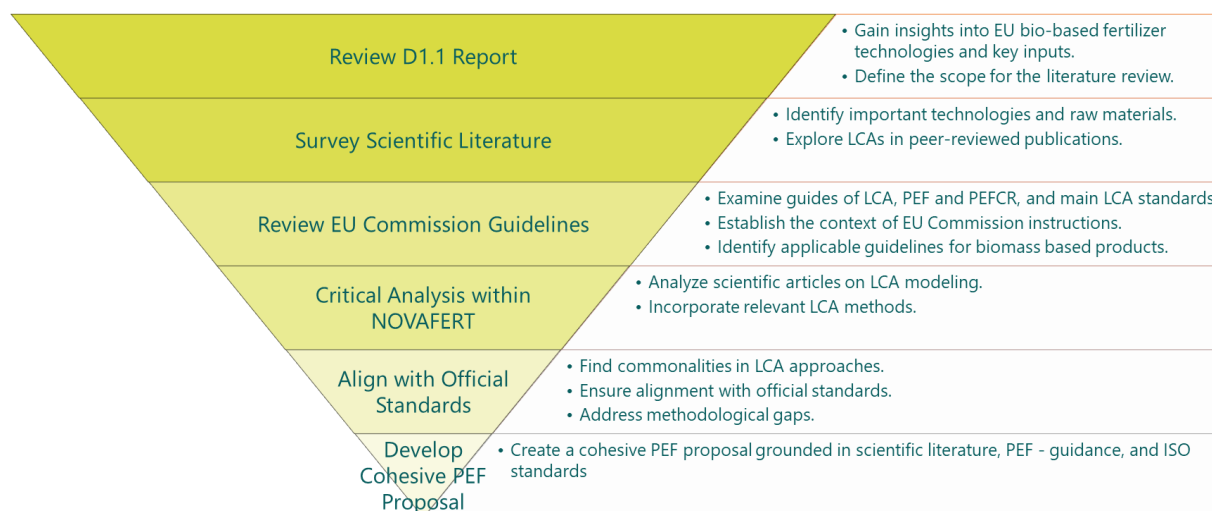 Review D1.1 Report
• Gain insights into EU bio-based fertilizer
technologies and key inputs.
• Define the scope for the literature review.
Survey Scientific Literature
• Identify important technologies and raw materials.
• Explore LCAs in peer-reviewed publications.
Review EU Commission Guidelines
• Examine guides of LCA, PEF and PEFCR, and main LCA standards
• Establish the context of EU Commission instructions.
• Identify applicable guidelines for biomass based products.
Critical Analysis within
NOVAFERT
• Analyze scientific articles on LCA modeling.
• Incorporate relevant LCA methods.
Align with Official
Standards
• Find commonalities in LCA approaches.
• Ensure alignment with official standards.
• Address methodological gaps.
Develop
Cohesive PEF
Proposal
• Create a cohesive PEF proposal grounded in scientific literature, PEF - guidance, and ISO
standards